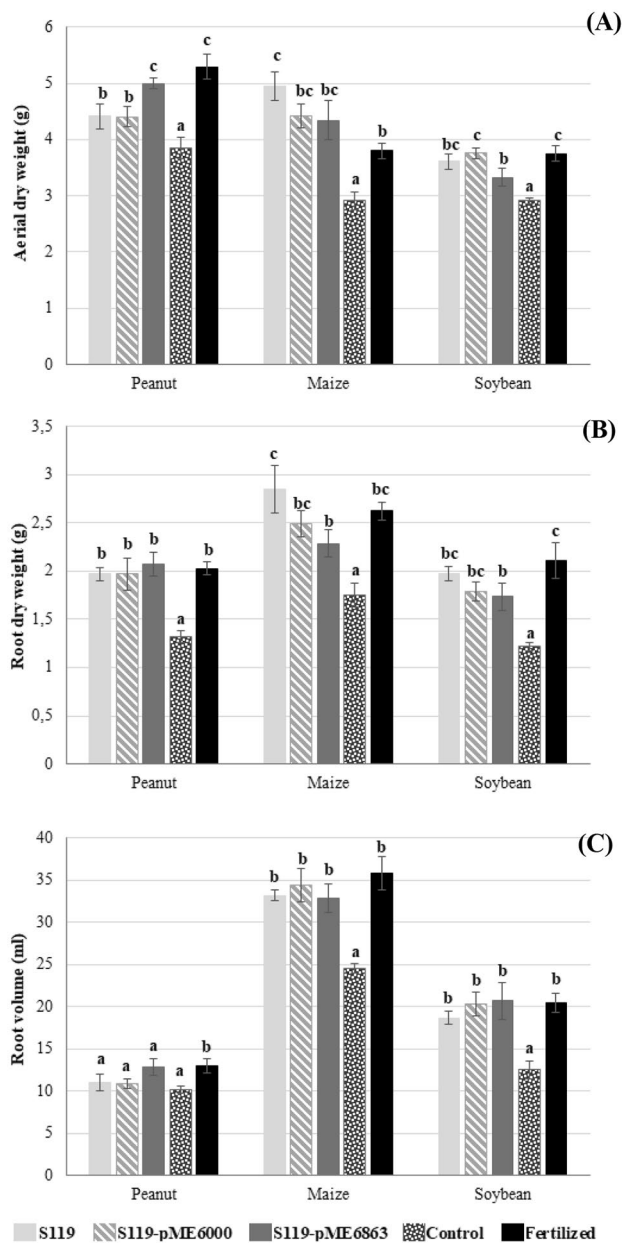 (A)
Aerial dry weight (g)
6
5
4
3
2
1
0
b b c a c
c bc bc a b
bc c b a c
Peanut Maize Soybean
(B)
Root dry weight (g)
3,5
3
2,5
2
1,5
1
0,5
0
b b b a b
c bc b a bc
bc bc b a c
Peanut Maize Soybean
(C)
Root volume (ml)
40
35
30
25
20
15
10
5
0
a a a a b
b b b a b
b b b a b
Peanut Maize Soybean
S119 S119-pME6000 S119-pME6863 Control Fertilized